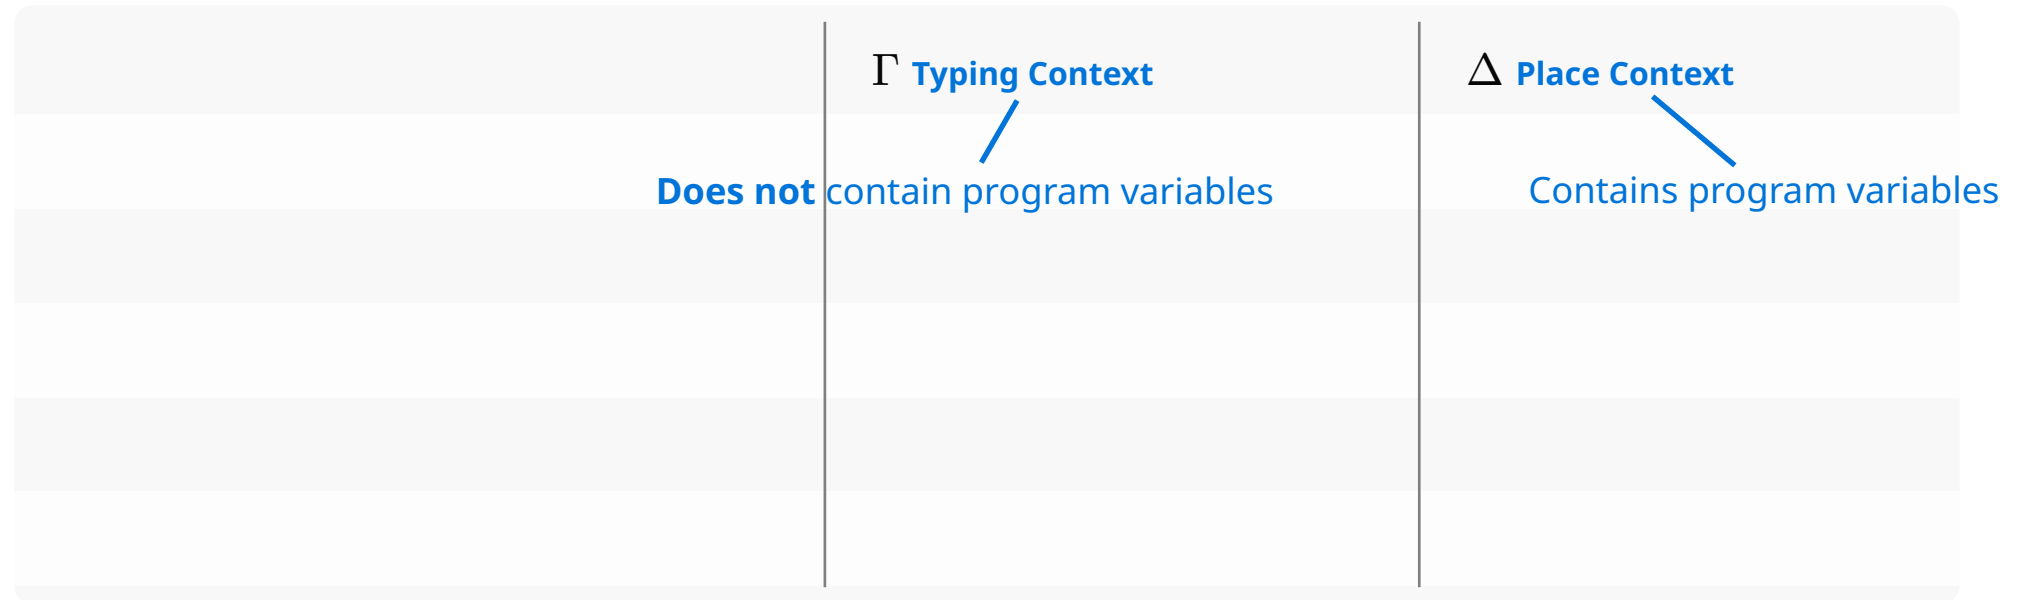 Γ Typing Context
Δ Place Context
Does not contain program variables
Contains program variables